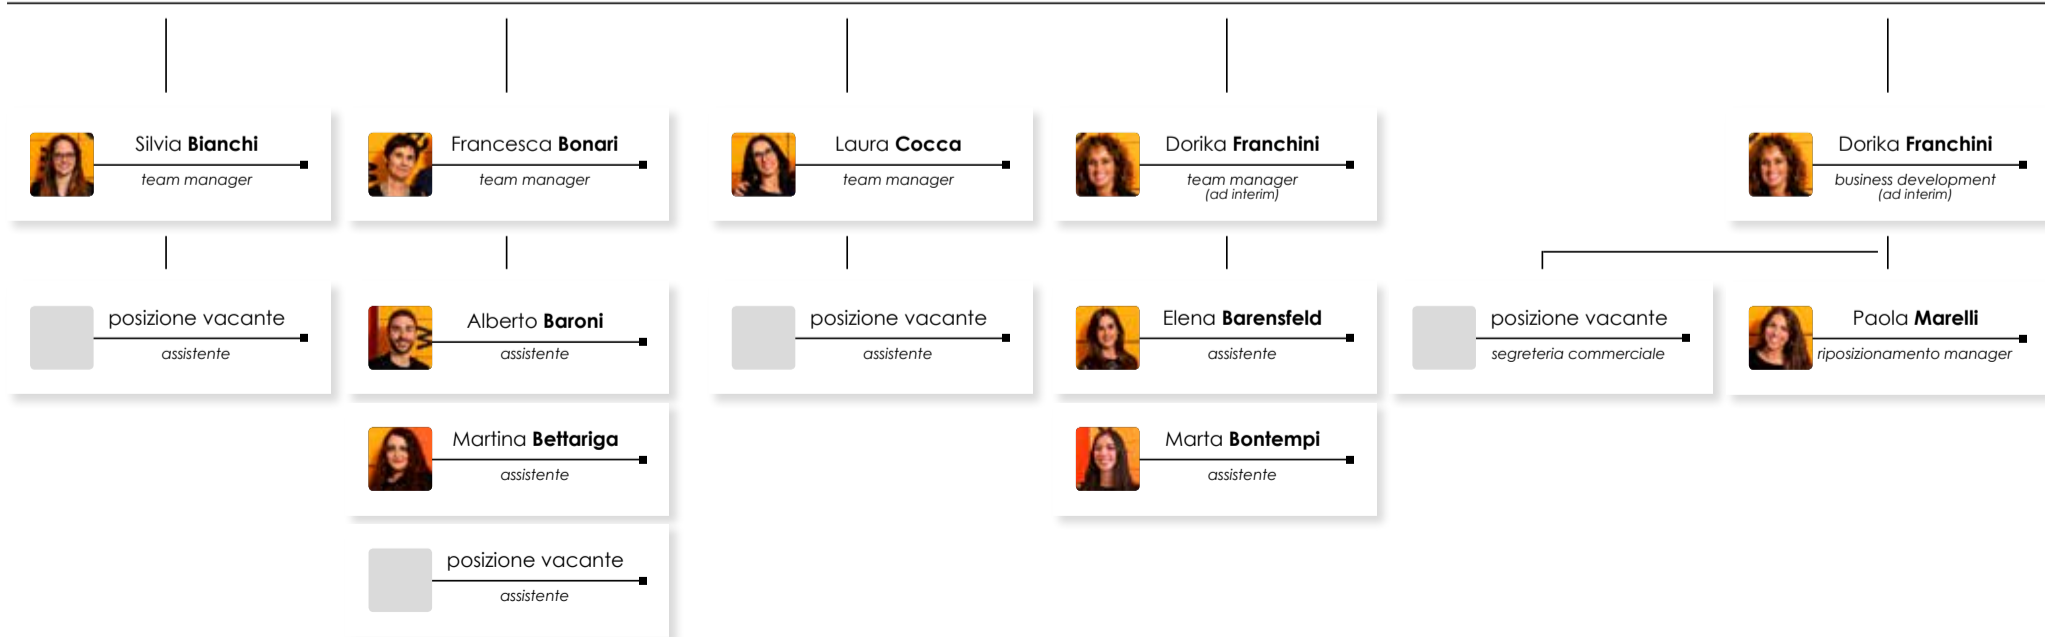 Silvia Bianchi
team manager
Francesca Bonari
team manager
Laura Cocca
team manager
Dorika Franchini
team manager
(ad interim)
Dorika Franchini
business development
(ad interim)
posizione vacante
assistente
Alberto Baroni
assistente
posizione vacante
assistente
Elena Barensfeld
assistente
posizione vacante
segreteria commerciale
Paola Marelli
riposizionamento manager
Martina Bettariga
assistente
Marta Bontempi
assistente
posizione vacante
assistente